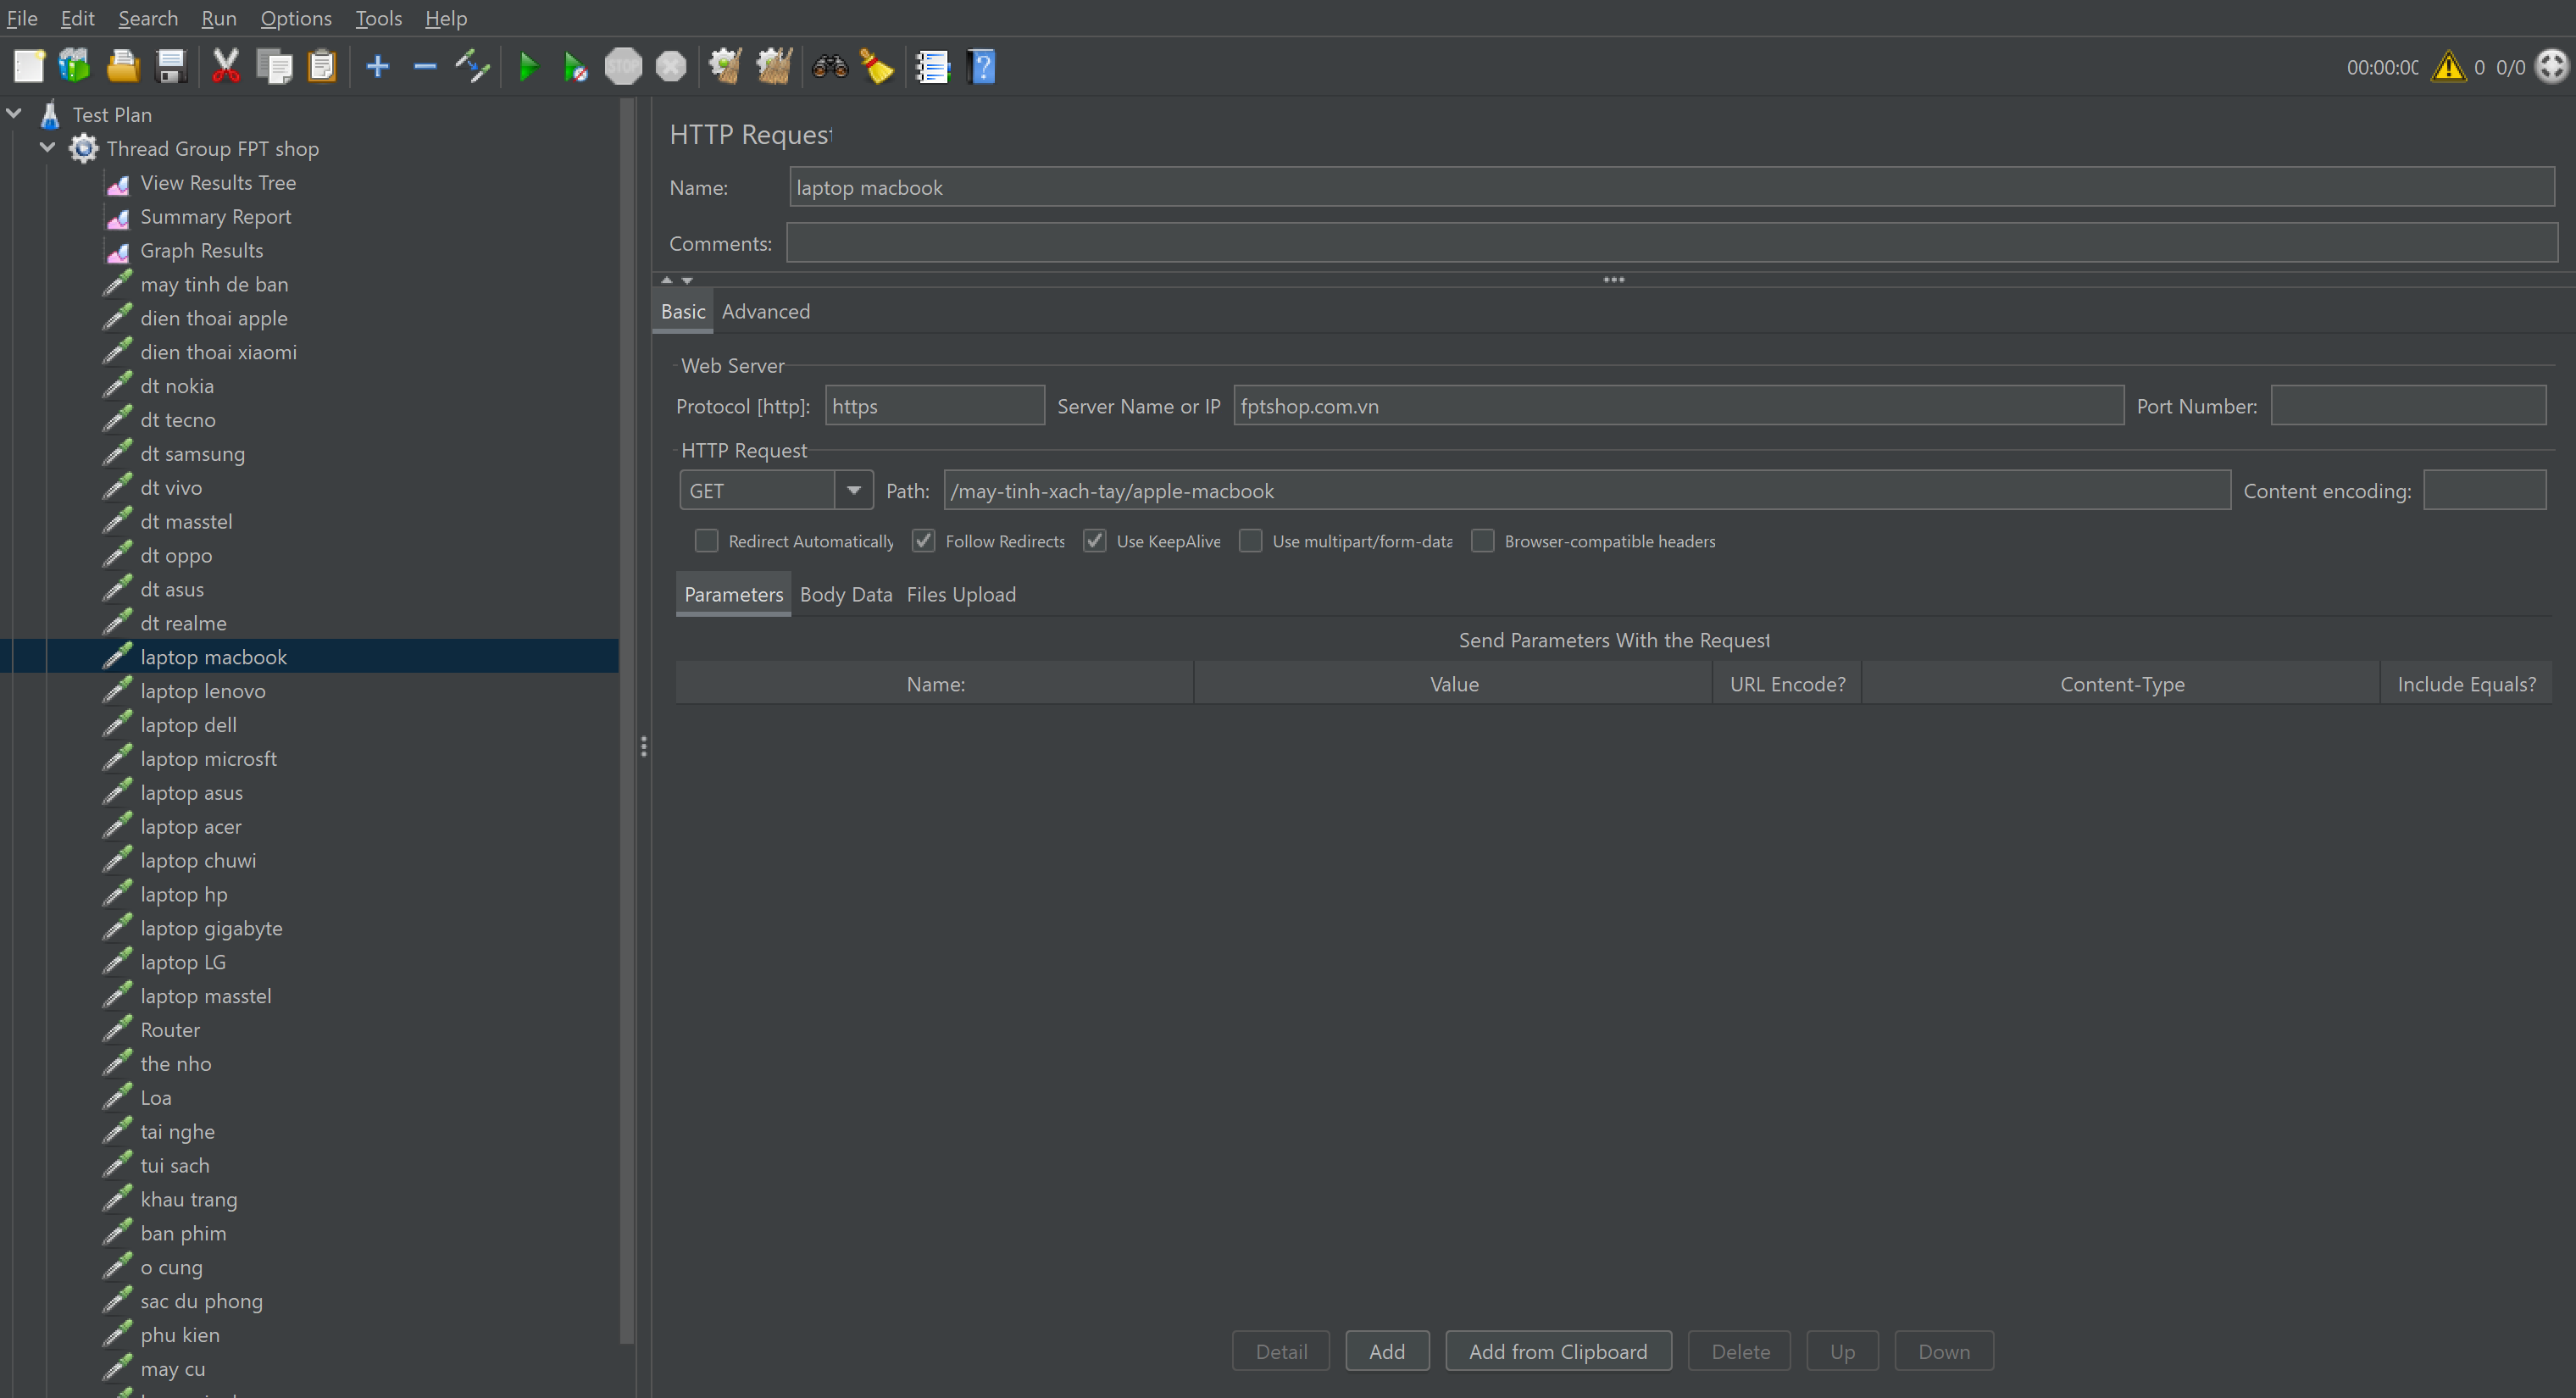 File Edit Search Run Options Tools Help
STOP
?
00:00:00 0 0/0
Test Plan
Thread Group FPT shop
View Results Tree
Summary Report
Graph Results
may tinh de ban
dien thoai apple
dien thoai xiaomi
dt nokia
dt tecno
dt samsung
dt vivo
dt masstel
dt oppo
dt asus
dt realme
laptop macbook
laptop lenovo
laptop dell
laptop microsft
laptop asus
laptop acer
laptop chuwi
laptop hp
laptop gigabyte
laptop LG
laptop masstel
Router
the nho
Loa
tai nghe
tui sach
khau trang
ban phim
o cung
sac du phong
phu kien
may cu
HTTP Request
Name: laptop macbook
Comments:
Basic Advanced
Web Server
Protocol [http]: https Server Name or IP fptshop.com.vn Port Number:
HTTP Request
GET Path: /may-tinh-xach-tay/apple-macbook Content encoding:
Redirect Automatically Follow Redirects Use KeepAlive Use multipart/form-data Browser-compatible headers
Parameters Body Data Files Upload
Send Parameters With the Request
Name: Value URL Encode? Content-Type Include Equals?
Detail Add Add from Clipboard Delete Up Down